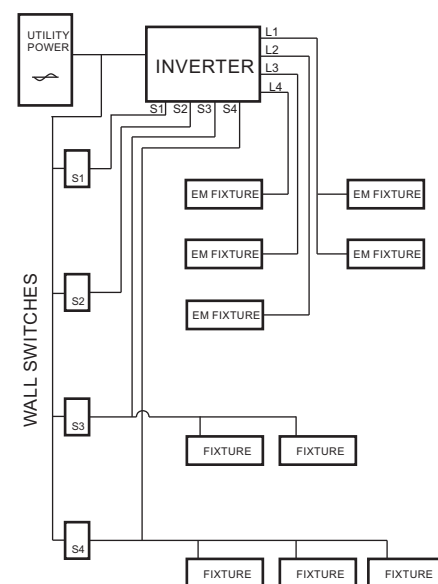 UTILITY
POWER
INVERTER
L1
L2
L3
L4
S1
S2
S3
S4
S1
EM FIXTURE
EM FIXTURE
EM FIXTURE
EM FIXTURE
S2
EM FIXTURE
WALL SWITCHES
S3
FIXTURE
FIXTURE
S4
FIXTURE
FIXTURE
FIXTURE